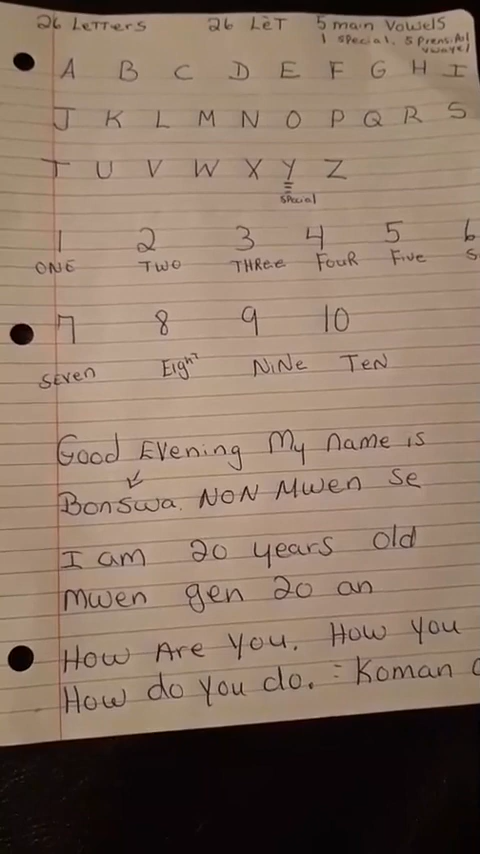 26 Letters 26 Lèt 5 main Vowels
1 special, 5
A B C D E F G H I
J K L M N O P Q R S
T U V W X Y Z
special
1 2 3 4 5 6
ONE TWO THREE FOUR FIVE S
7 8 9 10
SEVEN Eight NINE TEN
Good Evening My name is
Bonswa. NON Mwen se
I am 20 years old
Mwen gen 20 an
How Are You. How you
How do you do. = Koman